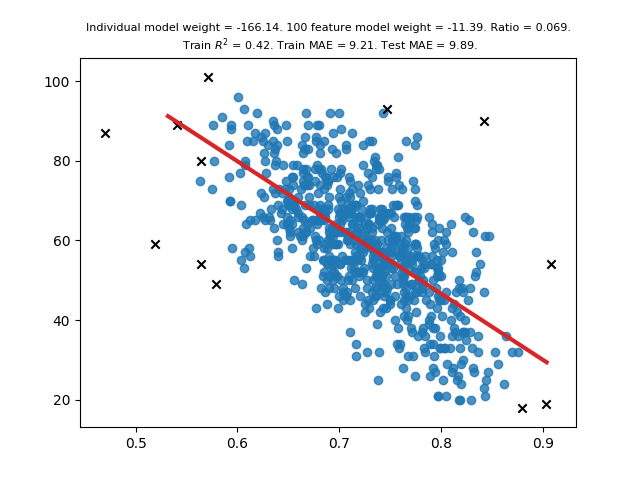 Individual model weight = -166.14. 100 feature model weight = -11.39. Ratio = 0.069.
Train R² = 0.42. Train MAE = 9.21. Test MAE = 9.89.
100
80
60
40
20
0.5 0.6 0.7 0.8 0.9